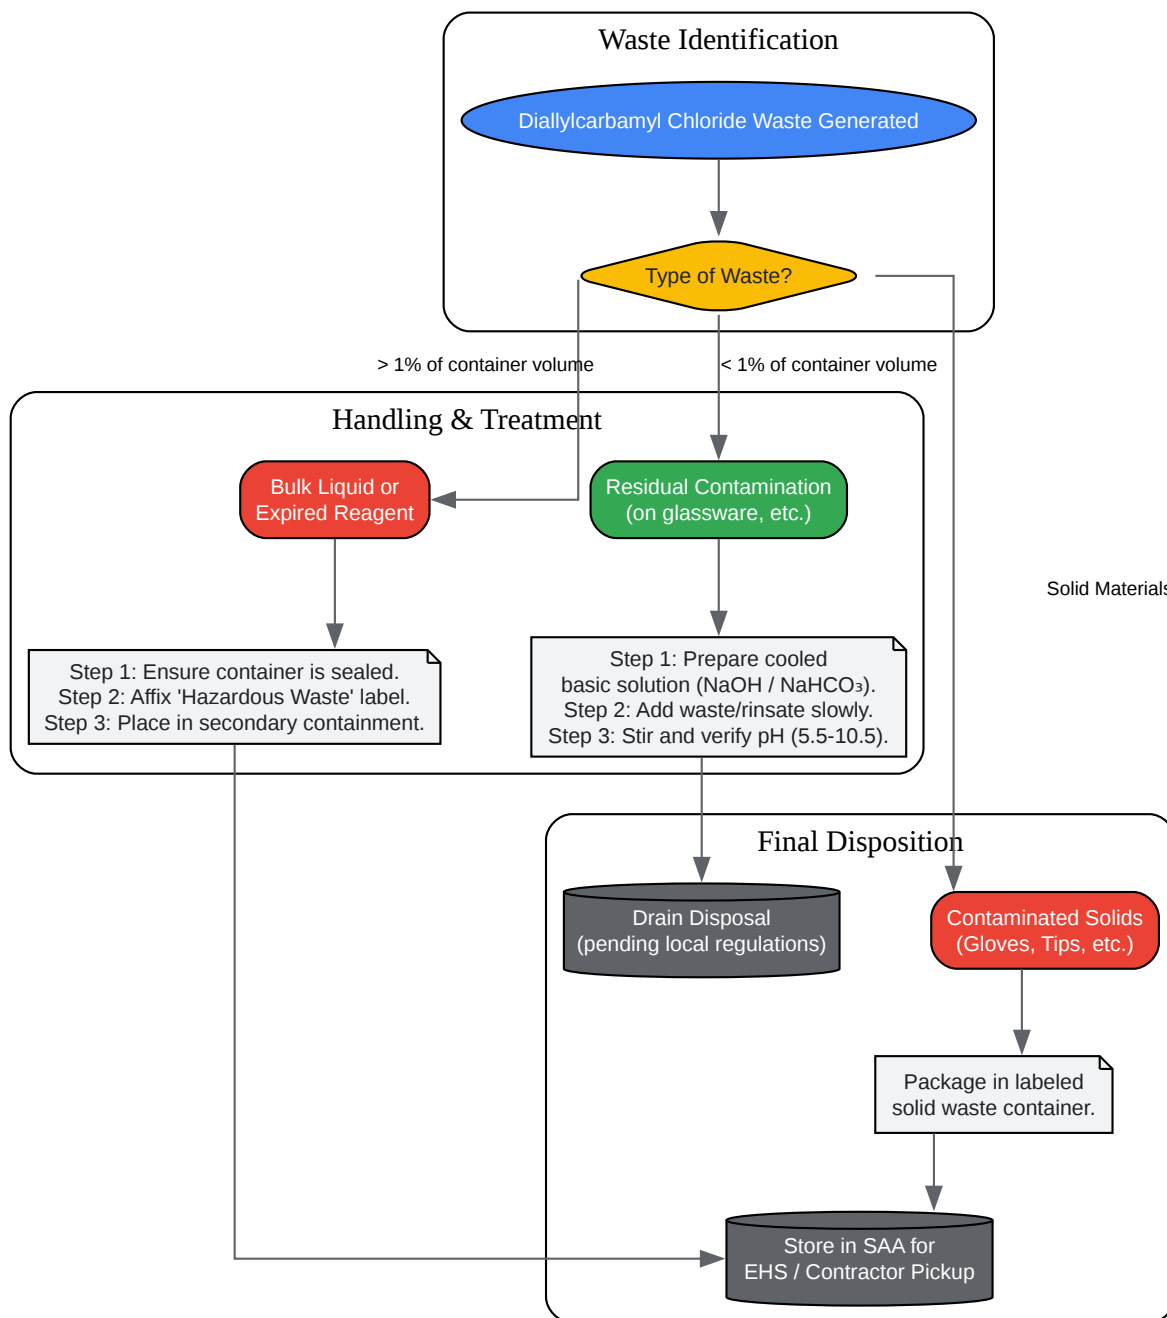 Waste Identification
Diallylcarbamyl Chloride Waste Generated
Type of Waste?
> 1% of container volume
< 1% of container volume
Handling & Treatment
Bulk Liquid or
Expired Reagent
Residual Contamination
(on glassware, etc.)
Solid Materials
Step 1: Ensure container is sealed.
Step 2: Affix 'Hazardous Waste' label.
Step 3: Place in secondary containment.
Step 1: Prepare cooled
basic solution (NaOH / NaHCO₃).
Step 2: Add waste/rinsate slowly.
Step 3: Stir and verify pH (5.5-10.5).
Final Disposition
Drain Disposal
(pending local regulations)
Contaminated Solids
(Gloves, Tips, etc.)
Package in labeled
solid waste container.
Store in SAA for
EHS / Contractor Pickup